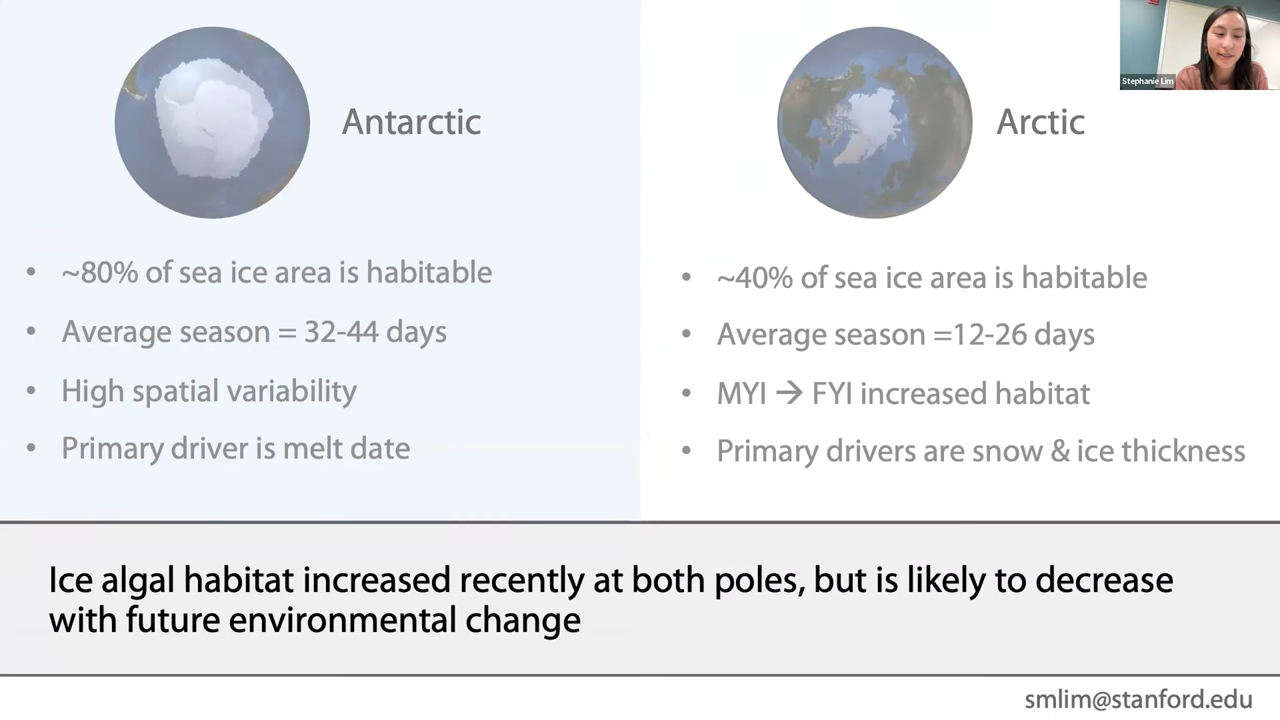 Stephanie Lim
Antarctic
• ~80% of sea ice area is habitable
• Average season = 32-44 days
• High spatial variability
• Primary driver is melt date
Arctic
• ~40% of sea ice area is habitable
• Average season =12-26 days
• MYI → FYI increased habitat
• Primary drivers are snow & ice thickness
Ice algal habitat increased recently at both poles, but is likely to decrease
with future environmental change
smlim@stanford.edu